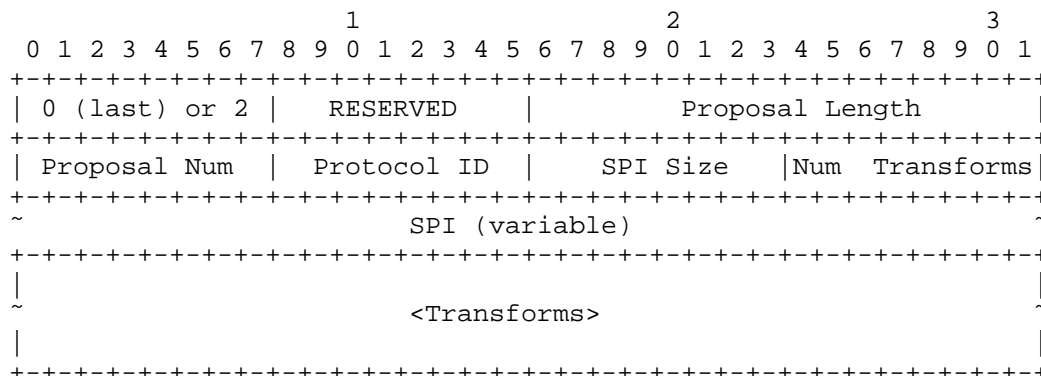 1                   2                   3
 0 1 2 3 4 5 6 7 8 9 0 1 2 3 4 5 6 7 8 9 0 1 2 3 4 5 6 7 8 9 0 1
+-+-+-+-+-+-+-+-+-+-+-+-+-+-+-+-+-+-+-+-+-+-+-+-+-+-+-+-+-+-+-+-+
| 0 (last) or 2 |   RESERVED    |         Proposal Length       |
+-+-+-+-+-+-+-+-+-+-+-+-+-+-+-+-+-+-+-+-+-+-+-+-+-+-+-+-+-+-+-+-+
| Proposal Num  |  Protocol ID  |    SPI Size   |Num  Transforms|
+-+-+-+-+-+-+-+-+-+-+-+-+-+-+-+-+-+-+-+-+-+-+-+-+-+-+-+-+-+-+-+-+
~                        SPI (variable)                         ~
+-+-+-+-+-+-+-+-+-+-+-+-+-+-+-+-+-+-+-+-+-+-+-+-+-+-+-+-+-+-+-+-+
|                                                               |
~                        <Transforms>                           ~
|                                                               |
+-+-+-+-+-+-+-+-+-+-+-+-+-+-+-+-+-+-+-+-+-+-+-+-+-+-+-+-+-+-+-+-+